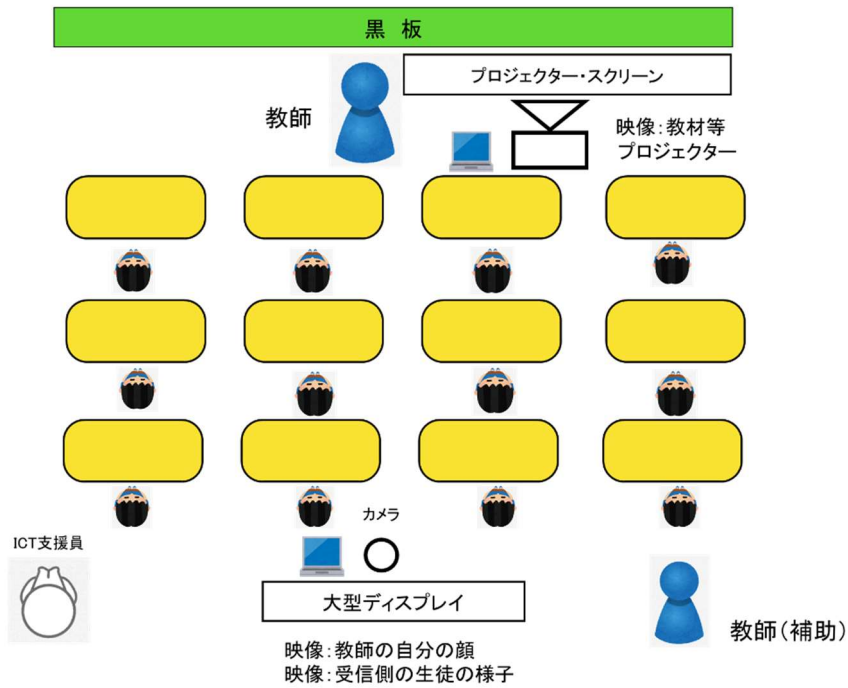 黒 板
プロジェクター・スクリーン
教師
映像：教材等
プロジェクター
カメラ
ICT支援員
大型ディスプレイ
教師（補助）
映像：教師の自分の顔
映像：受信側の生徒の様子